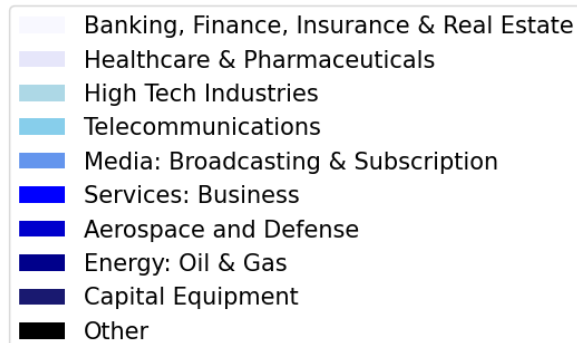 Banking, Finance, Insurance & Real Estate
Healthcare & Pharmaceuticals
High Tech Industries
Telecommunications
Media: Broadcasting & Subscription
Services: Business
Aerospace and Defense
Energy: Oil & Gas
Capital Equipment
Other